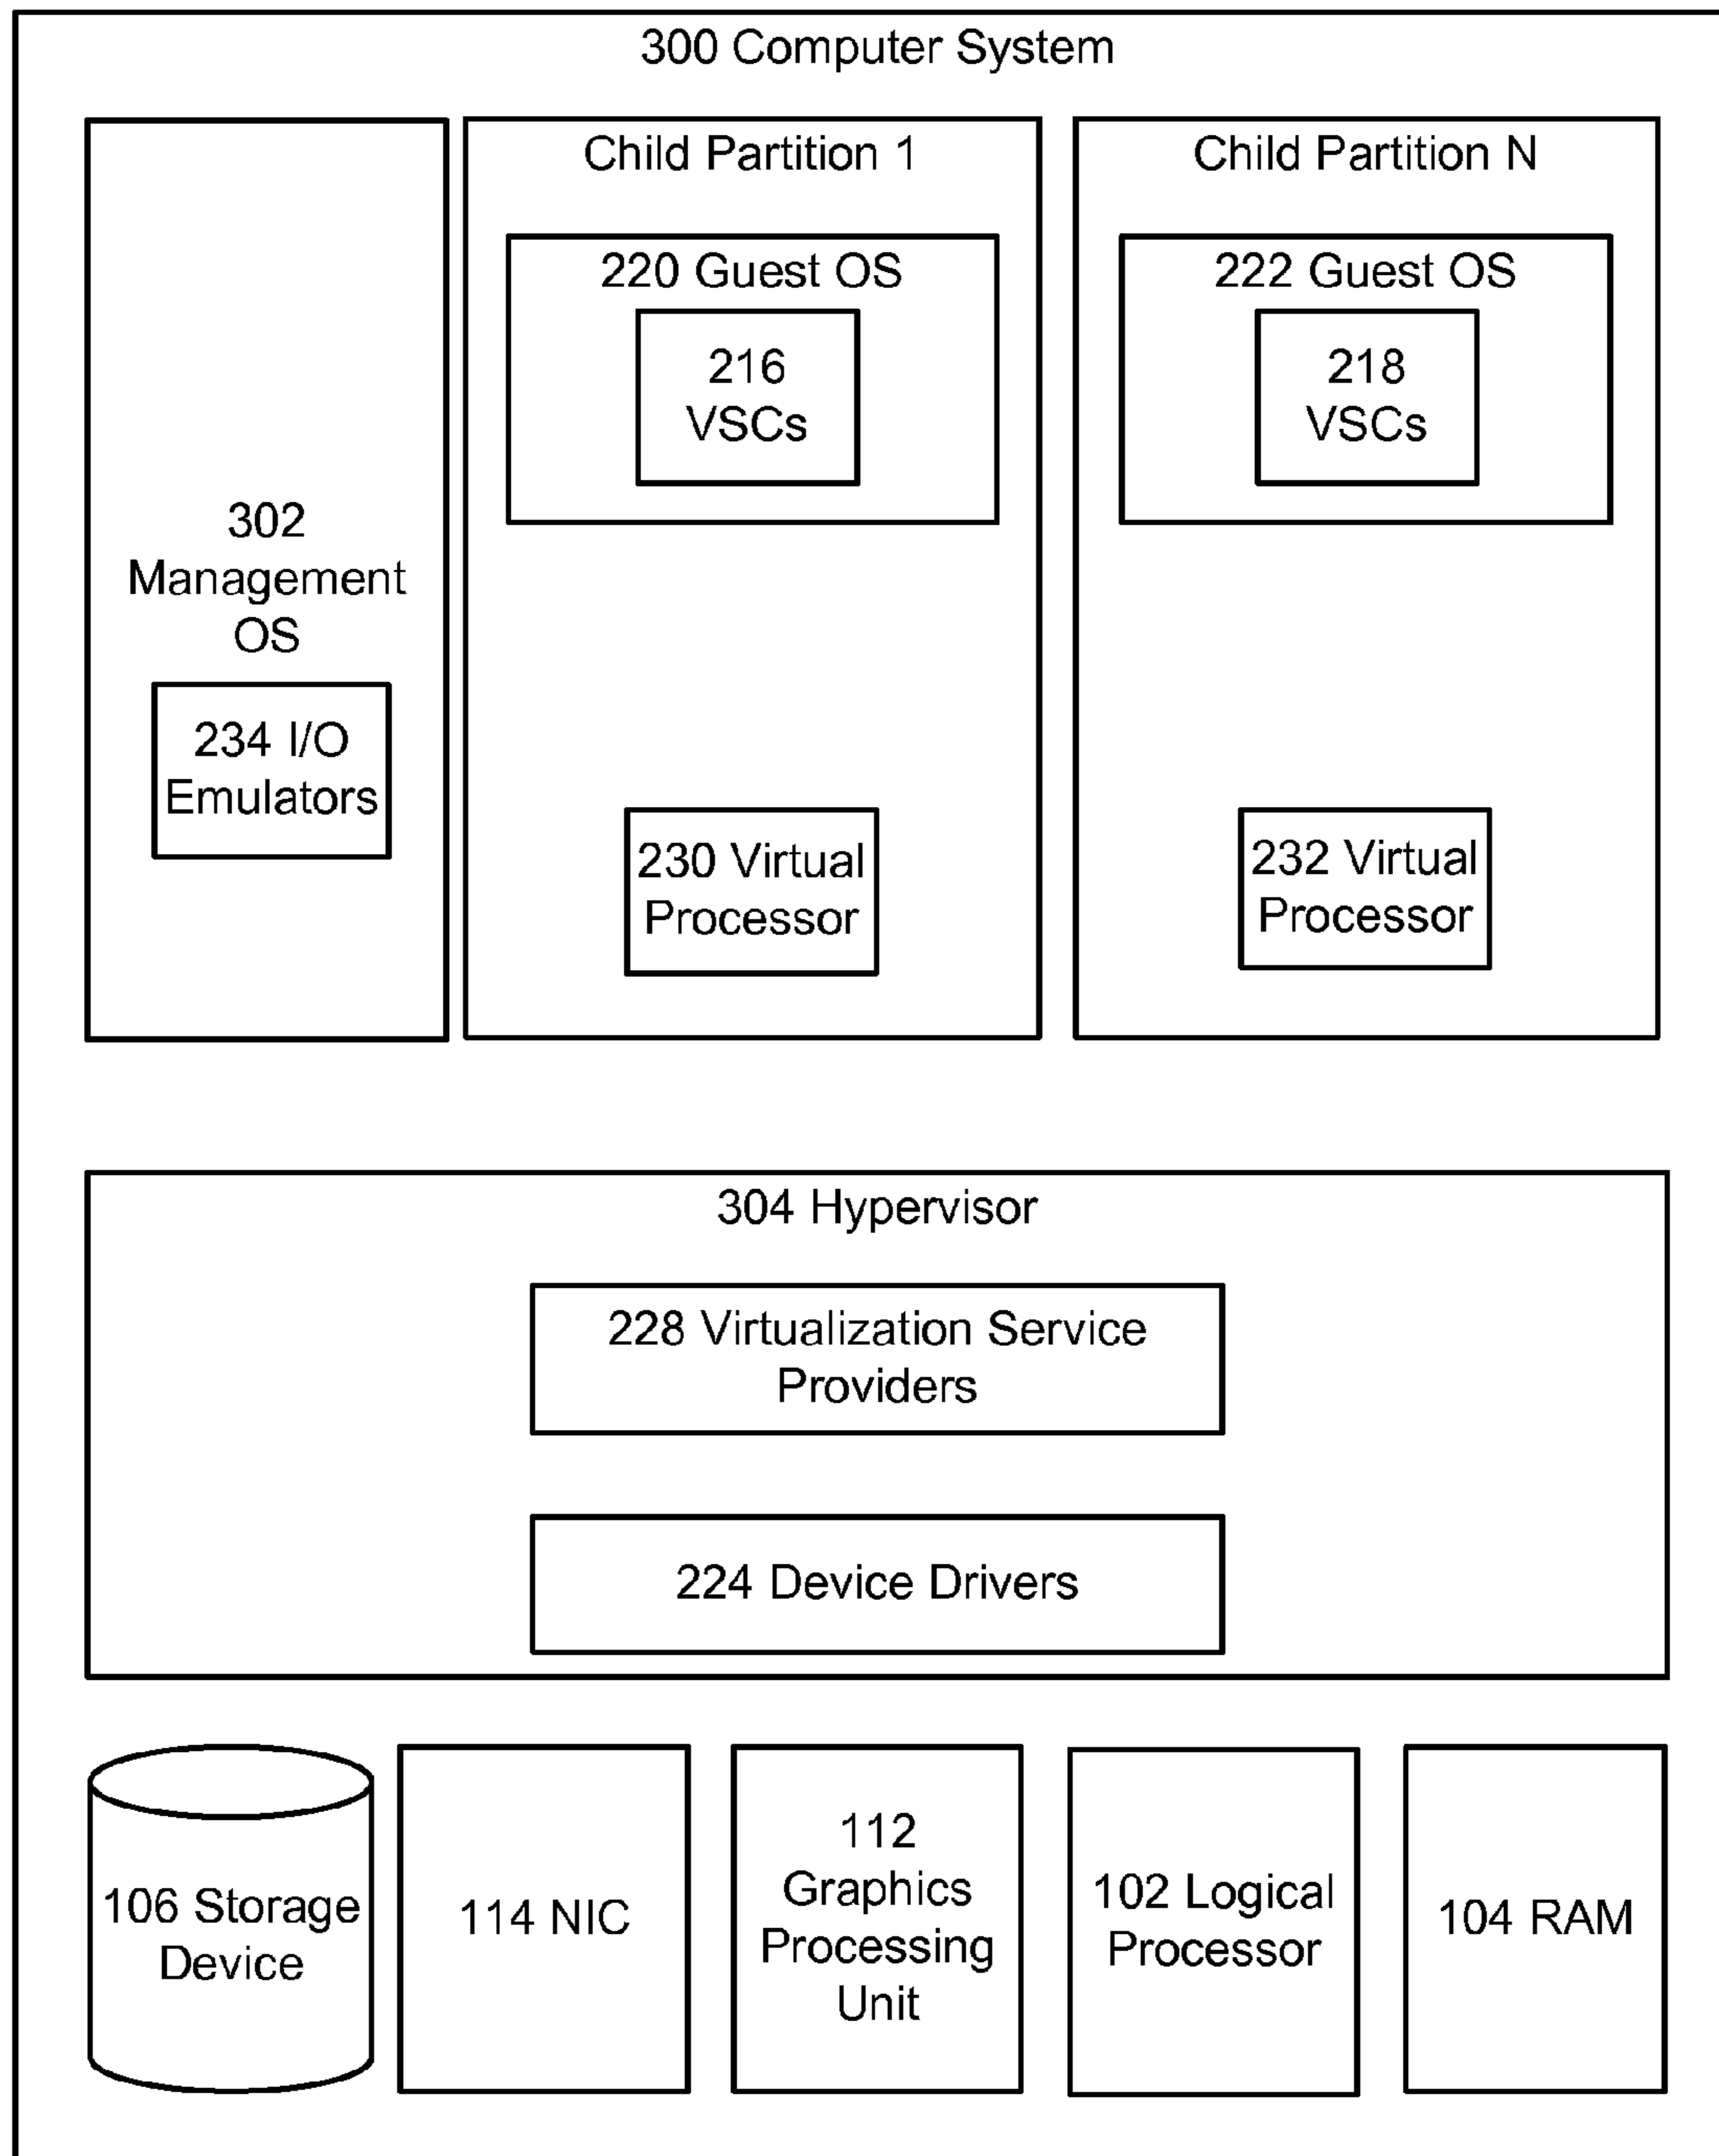 300 Computer System
302
Management
OS
234 I/O
Emulators
Child Partition 1
220 Guest OS
216
VSCs
230 Virtual
Processor
Child Partition N
222 Guest OS
218
VSCs
232 Virtual
Processor
304 Hypervisor
228 Virtualization Service
Providers
224 Device Drivers
106 Storage
Device
114 NIC
112
Graphics
Processing
Unit
102 Logical
Processor
104 RAM